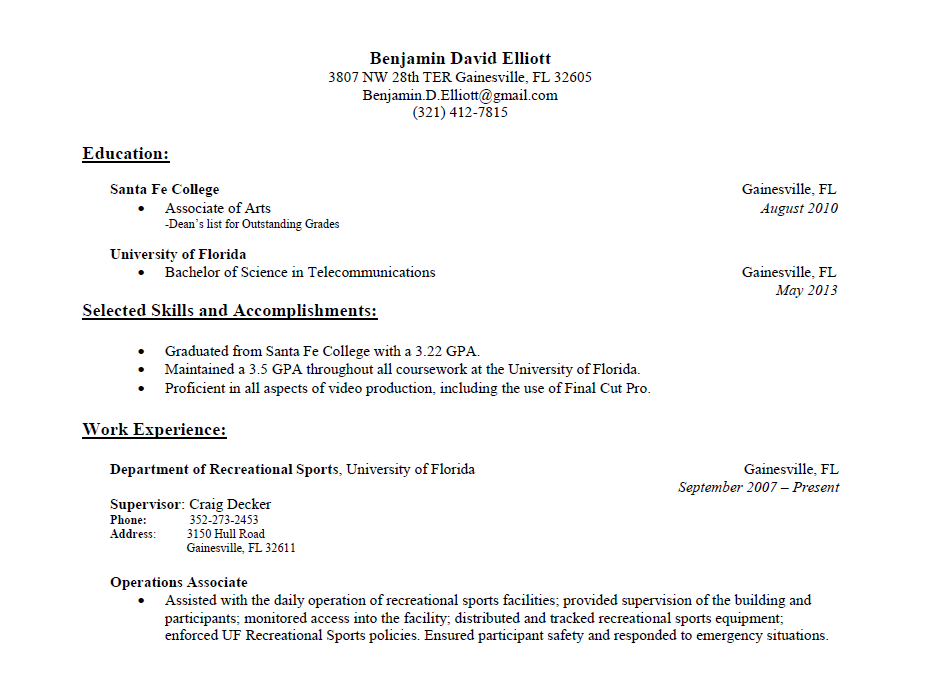 Benjamin David Elliott
3807 NW 28th TER Gainesville, FL 32605
Benjamin.D.Elliott@gmail.com
(321) 412-7815
Education:
Santa Fe College Gainesville, FL
• Associate of Arts August 2010
-Dean's list for Outstanding Grades
University of Florida
• Bachelor of Science in Telecommunications Gainesville, FL
May 2013
Selected Skills and Accomplishments:
• Graduated from Santa Fe College with a 3.22 GPA.
• Maintained a 3.5 GPA throughout all coursework at the University of Florida.
• Proficient in all aspects of video production, including the use of Final Cut Pro.
Work Experience:
Department of Recreational Sports, University of Florida Gainesville, FL
September 2007 – Present
Supervisor: Craig Decker
Phone: 352-273-2453
Address: 3150 Hull Road
Gainesville, FL 32611
Operations Associate
• Assisted with the daily operation of recreational sports facilities; provided supervision of the building and
participants; monitored access into the facility; distributed and tracked recreational sports equipment;
enforced UF Recreational Sports policies. Ensured participant safety and responded to emergency situations.